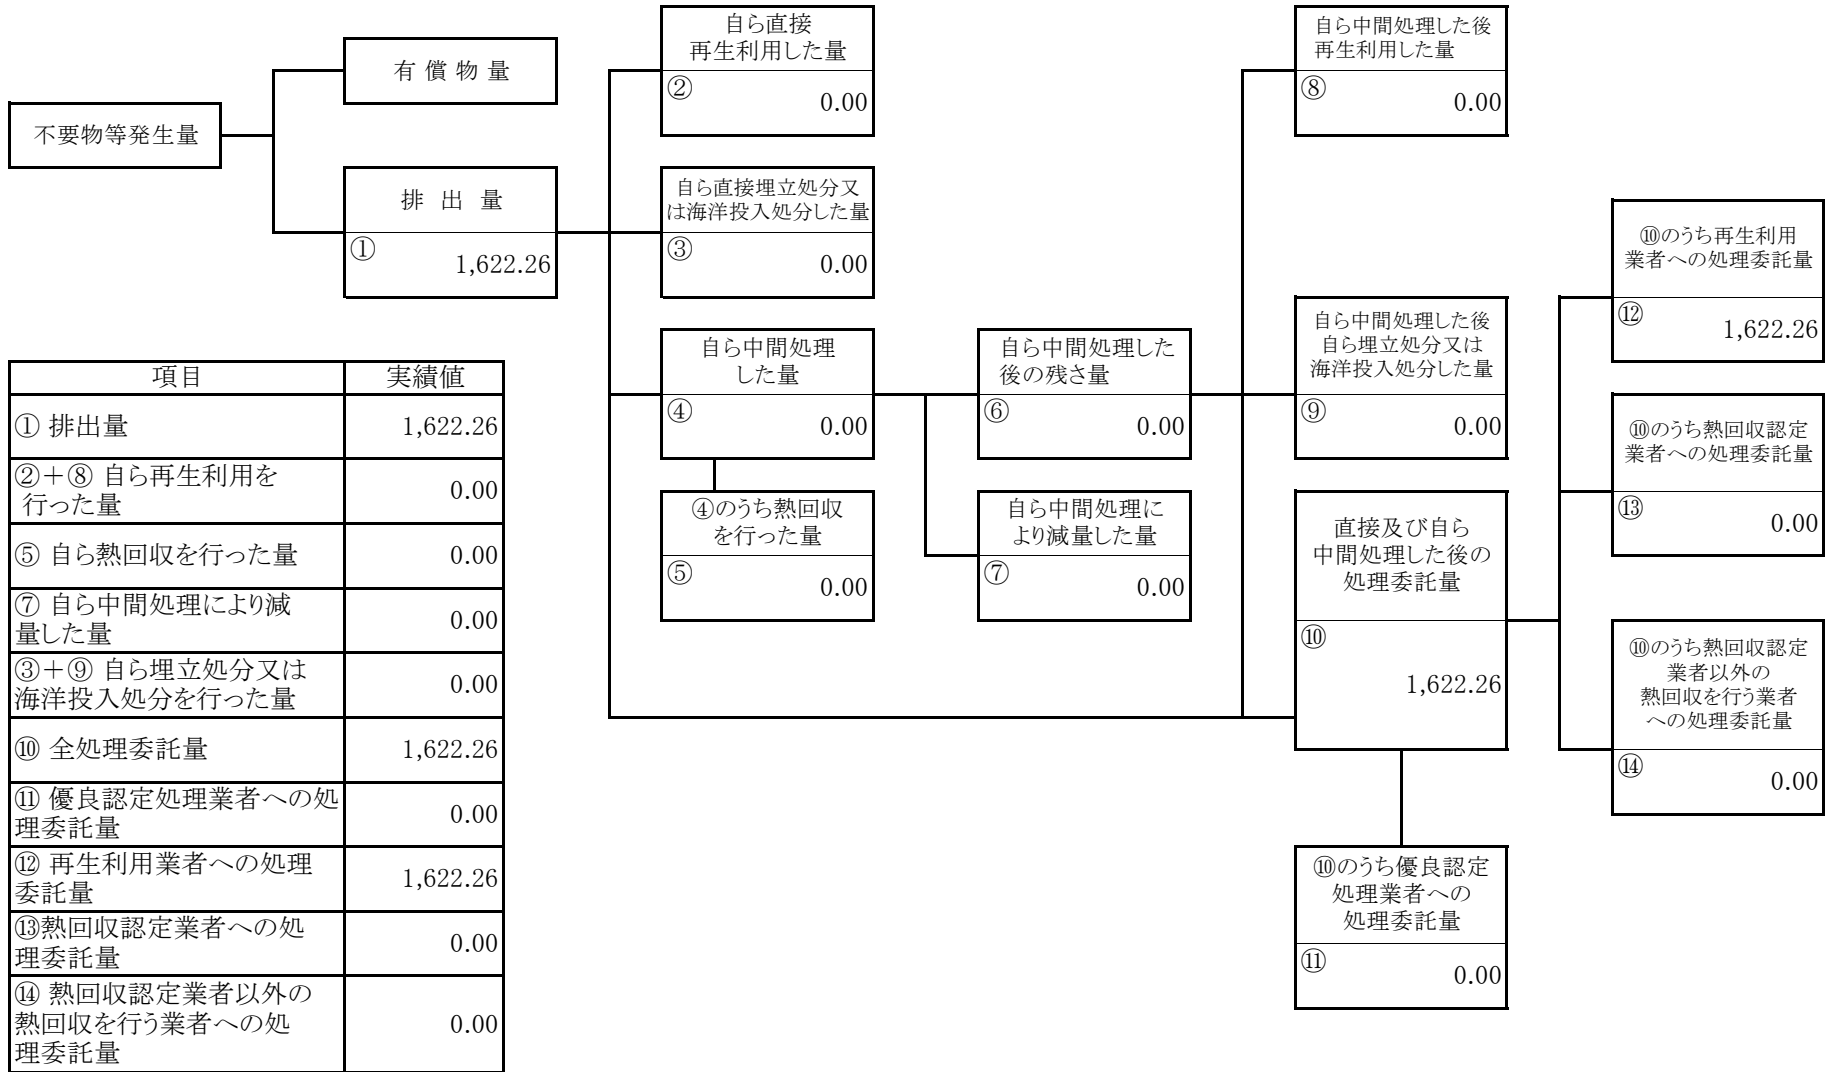 不要物等発生量
有 償 物 量
排 出 量
①
1,622.26
自ら直接
再生利用した量
②
0.00
自ら直接埋立処分又
は海洋投入処分した量
③
0.00
自ら中間処理
した量
④
0.00
④のうち熱回収
を行った量
⑤
0.00
自ら中間処理した
後の残さ量
⑥
0.00
自ら中間処理に
より減量した量
⑦
0.00
自ら中間処理した後
再生利用した量
⑧
0.00
自ら中間処理した後
自ら埋立処分又は
海洋投入処分した量
⑨
0.00
直接及び自ら
中間処理した後の
処理委託量
⑩
1,622.26
⑩のうち優良認定
処理業者への
処理委託量
⑪
0.00
⑩のうち再生利用
業者への処理委託量
⑫
1,622.26
⑩のうち熱回収認定
業者への処理委託量
⑬
0.00
⑩のうち熱回収認定
業者以外の
熱回収を行う業者
への処理委託量
⑭
0.00
項目 実績値
① 排出量 1,622.26
②＋⑧ 自ら再生利用を
行った量 0.00
⑤ 自ら熱回収を行った量 0.00
⑦ 自ら中間処理により減
量した量 0.00
③＋⑨ 自ら埋立処分又は
海洋投入処分を行った量 0.00
⑩ 全処理委託量 1,622.26
⑪ 優良認定処理業者への処
理委託量 0.00
⑫ 再生利用業者への処理
委託量 1,622.26
⑬熱回収認定業者への処
理委託量 0.00
⑭ 熱回収認定業者以外の
熱回収を行う業者への処
理委託量 0.00